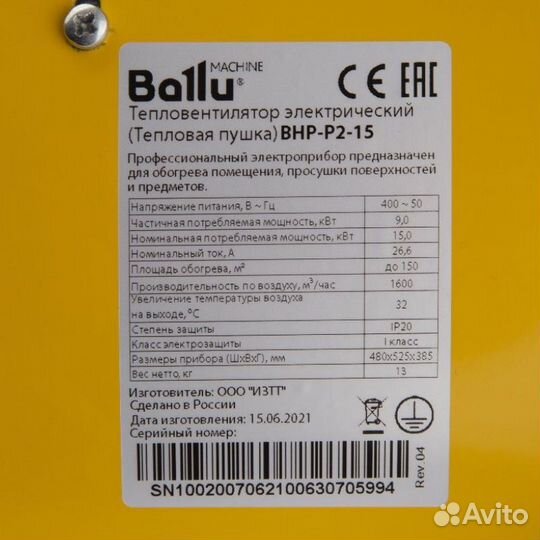 MACHINE
Ballu® CE EAC
Тепловентилятор электрический
(Тепловая пушка) BHP-P2-15
Профессиональный электроприбор предназначен
для обогрева помещения, просушки поверхностей
и предметов.
Напряжение питания, В ~ Гц 400 ~ 50
Частичная потребляемая мощность, кВт 9,0
Номинальная потребляемая мощность, кВт 15,0
Номинальный ток, А 26,6
Площадь обогрева, м² до 150
Производительность по воздуху, м³/час 1600
Увеличение температуры воздуха
на выходе, °С 32
Степень защиты IP20
Класс электрозащиты I класс
Размеры прибора (ШхВхГ), мм 480х525х385
Вес нетто, кг 13
Изготовитель: ООО "ИЗТТ"
Сделано в России
Дата изготовления: 15.06.2021
Серийный номер:
SN1002007062100630705994
Rev. 04
Avito